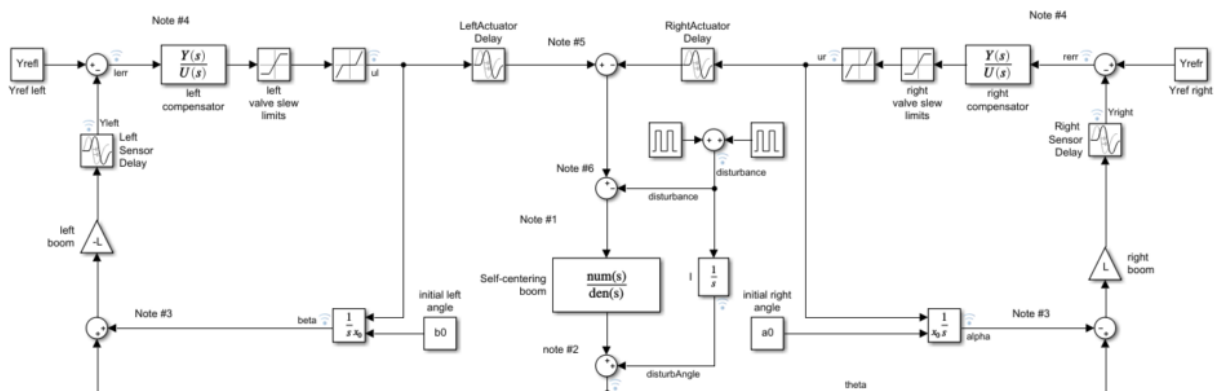 Note #4
LeftActuator
Delay
Note #5
RightActuator
Delay
Note #4
Yrefl
Yref left
lerr
Y(s)
U(s)
left
compensator
left
valve slew
limits
ul
ur
right
valve slew
limits
Y(s)
U(s)
right
compensator
rerr
Yrefr
Yref right
Yleft
Left
Sensor
Delay
Yright
Right
Sensor
Delay
Note #6
disturbance
disturbance
Note #1
left
boom
-L
Self-centering
boom
num(s)
den(s)
I
1
s
L
right
boom
Note #3
beta
1
s x0
initial left
angle
b0
initial right
angle
a0
1
x0 s
alpha
Note #3
note #2
disturbAngle
theta